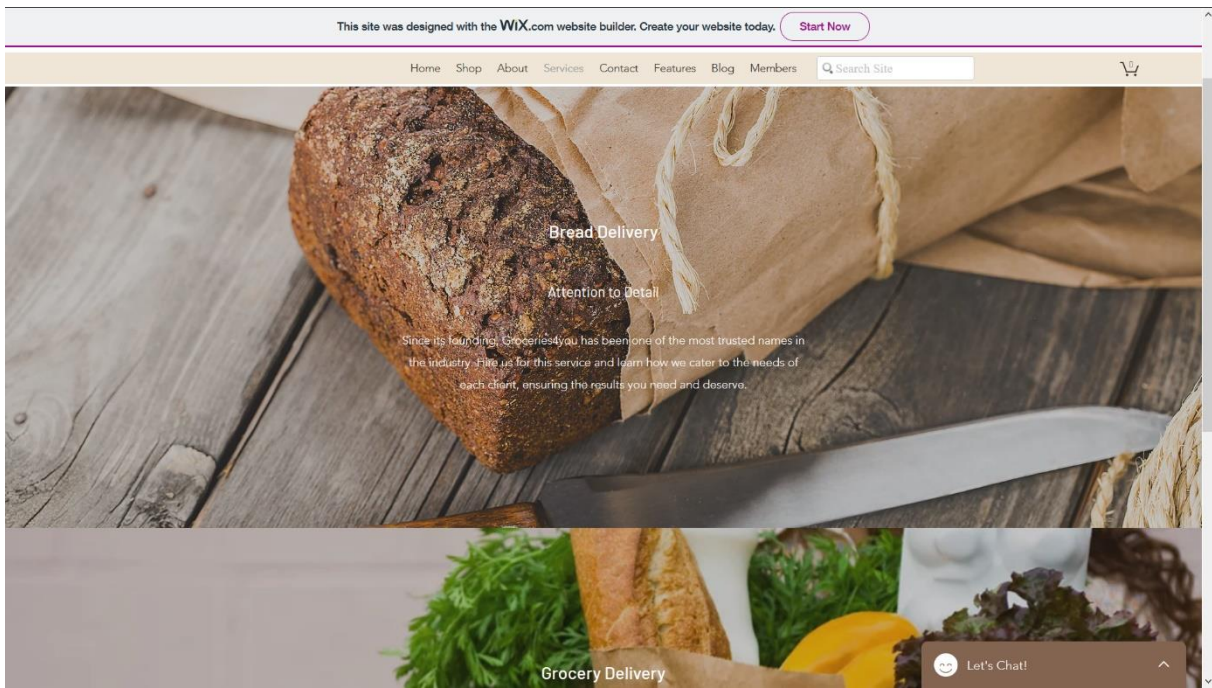 This site was designed with the WiX.com website builder. Create your website today. Start Now
Home Shop About Services Contact Features Blog Members Search Site 0
Bread Delivery
Attention to Detail
Since its founding, Groceries4you has been one of the most trusted names in
the industry. Hire us for this service and learn how we cater to the needs of
each client, ensuring the results you need and deserve.
Grocery Delivery
Let's Chat!